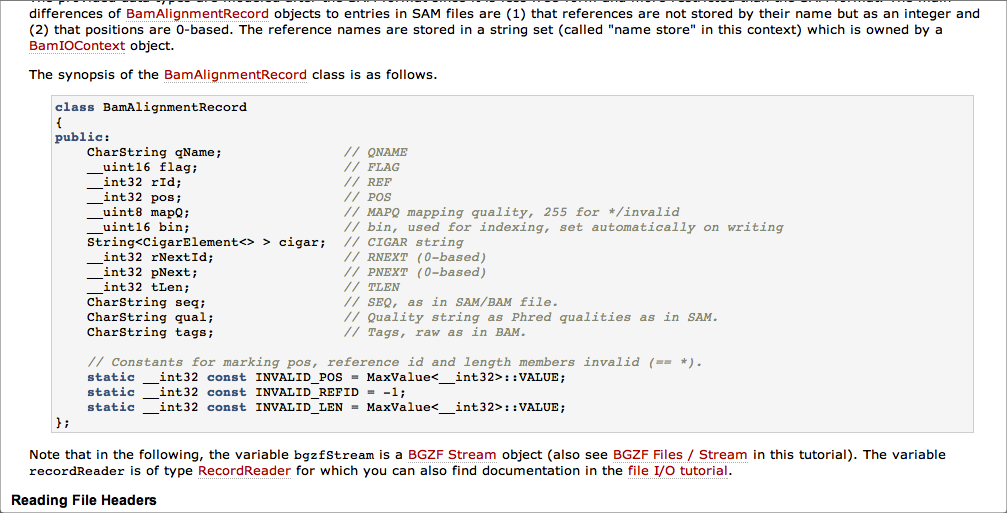 differences of BamAlignmentRecord objects to entries in SAM files are (1) that references are not stored by their name but as an integer and
(2) that positions are 0-based. The reference names are stored in a string set (called "name store" in this context) which is owned by a
BamIOContext object.
The synopsis of the BamAlignmentRecord class is as follows.
class BamAlignmentRecord
{
public:
    CharString qName;               // QNAME
    __uint16 flag;                  // FLAG
    __int32 rId;                    // REF
    __int32 pos;                    // POS
    __uint8 mapQ;                   // MAPQ mapping quality, 255 for */invalid
    __uint16 bin;                   // bin, used for indexing, set automatically on writing
    String<CigarElement<> > cigar;  // CIGAR string
    __int32 rNextId;                // RNEXT (0-based)
    __int32 pNext;                  // PNEXT (0-based)
    __int32 tLen;                   // TLEN
    CharString seq;                 // SEQ, as in SAM/BAM file.
    CharString qual;                // Quality string as Phred qualities as in SAM.
    CharString tags;                // Tags, raw as in BAM.
    // Constants for marking pos, reference id and length members invalid (== *).
    static __int32 const INVALID_POS = MaxValue<__int32>::VALUE;
    static __int32 const INVALID_REFID = -1;
    static __int32 const INVALID_LEN = MaxValue<__int32>::VALUE;
};
Note that in the following, the variable bgzfStream is a BGZF Stream object (also see BGZF Files / Stream in this tutorial). The variable
recordReader is of type RecordReader for which you can also find documentation in the file I/O tutorial.
Reading File Headers